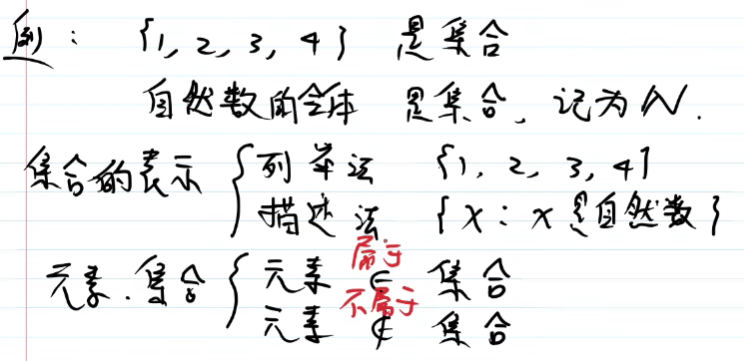 例： {1, 2, 3, 4} 是集合
自然数的全体 是集合, 记为 ℕ.
集合的表示 { 列举法 {1, 2, 3, 4}
描述法 {x : x 是自然数}
属于
元素. 集合 { 元素 ∈ 集合
不属于
元素 ∉ 集合